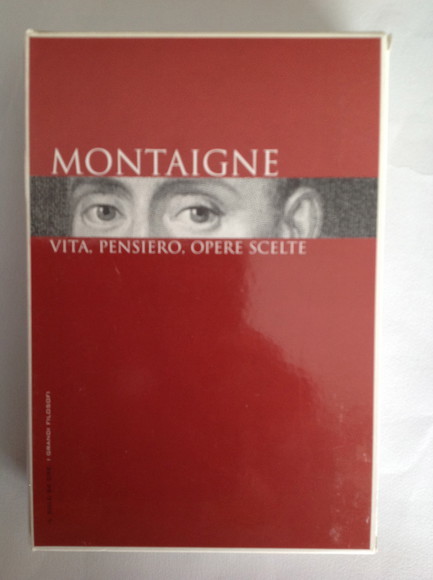 MONTAIGNE
VITA, PENSIERO, OPERE SCELTE
I GRANDI FILOSOFI